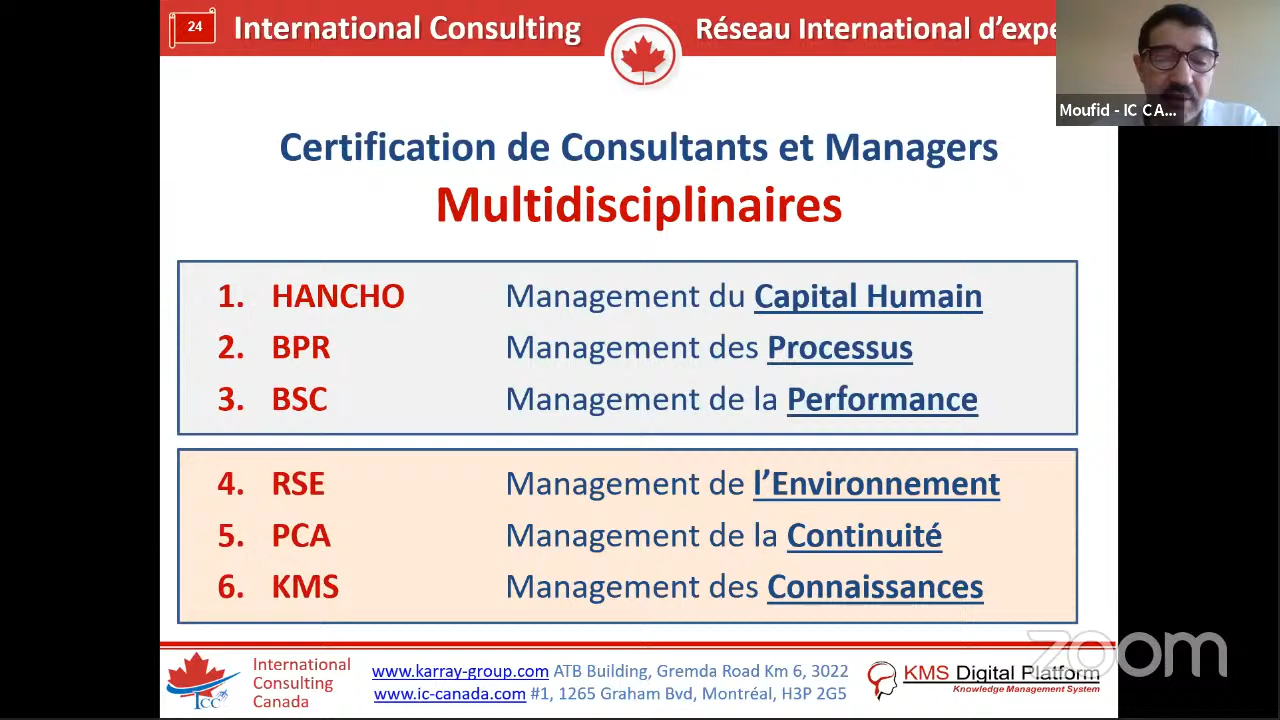 24
International Consulting
Réseau International d'expe
Moufid - IC CA...
Certification de Consultants et Managers
Multidisciplinaires
1. HANCHO Management du Capital Humain
2. BPR Management des Processus
3. BSC Management de la Performance
4. RSE Management de l'Environnement
5. PCA Management de la Continuité
6. KMS Management des Connaissances
zoom
ICC
International
Consulting
Canada
www.karray-group.com ATB Building, Gremda Road Km 6, 3022
www.ic-canada.com #1, 1265 Graham Bvd, Montréal, H3P 2G5
KMS Digital Platform
Knowledge Management System